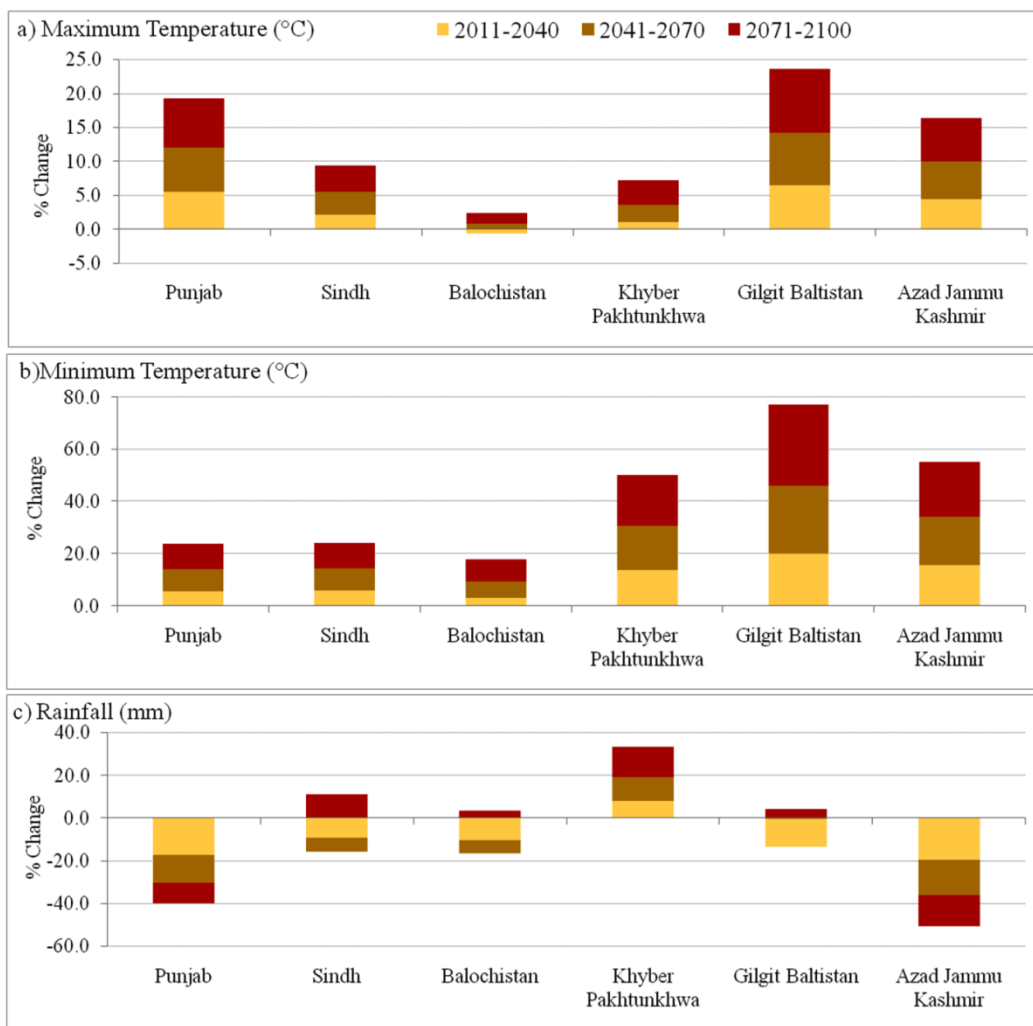 a) Maximum Temperature (°C)
2011-2040 2041-2070 2071-2100
25.0
20.0
15.0
10.0
5.0
0.0
-5.0
% Change
Punjab Sindh Balochistan Khyber Pakhtunkhwa Gilgit Baltistan Azad Jammu Kashmir
b)Minimum Temperature (°C)
80.0
60.0
40.0
20.0
0.0
% Change
Punjab Sindh Balochistan Khyber Pakhtunkhwa Gilgit Baltistan Azad Jammu Kashmir
c) Rainfall (mm)
40.0
20.0
0.0
-20.0
-40.0
-60.0
% Change
Punjab Sindh Balochistan Khyber Pakhtunkhwa Gilgit Baltistan Azad Jammu Kashmir